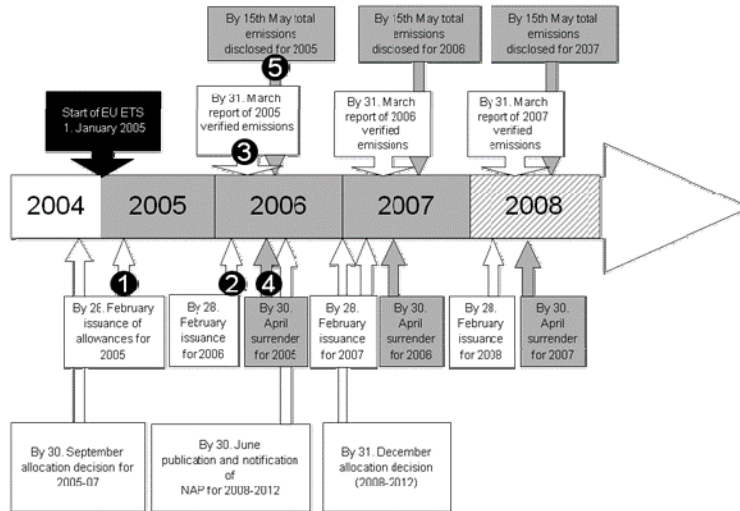 By 15th May total
emissions
disclosed for 2005
By 15th May total
emissions
disclosed for 2006
By 15th May total
emissions
disclosed for 2007
5
Start of EU ETS
1. January 2005
By 31. March
report of 2005
verified emissions
By 31. March
report of 2006
verified
emissions
By 31. March
report of 2007
verified
emissions
3
2004
2005
2006
2007
2008
1
2
4
By 28. February
issuance of
allowances for
2005
By 28.
February
issuance
for 2006
By 30.
April
surrender
for 2005
By 28.
February
issuance
for 2007
By 30.
April
surrender
for 2006
By 28.
February
issuance
for 2008
By 30.
April
surrender
for 2007
By 30. September
allocation decision for
2005-07
By 30. June
publication and notification
of
NAP for 2008-2012
By 31. December
allocation decision
(2008-2012)